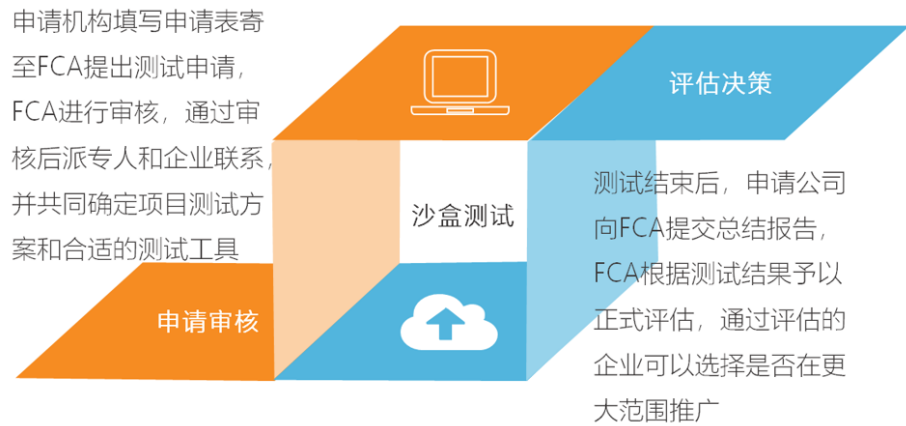 申请机构填写申请表寄
至FCA提出测试申请,
FCA进行审核，通过审
核后派专人和企业联系,
并共同确定项目测试方
案和合适的测试工具
申请审核
沙盒测试
评估决策
测试结束后，申请公司
向FCA提交总结报告,
FCA根据测试结果予以
正式评估，通过评估的
企业可以选择是否在更
大范围推广